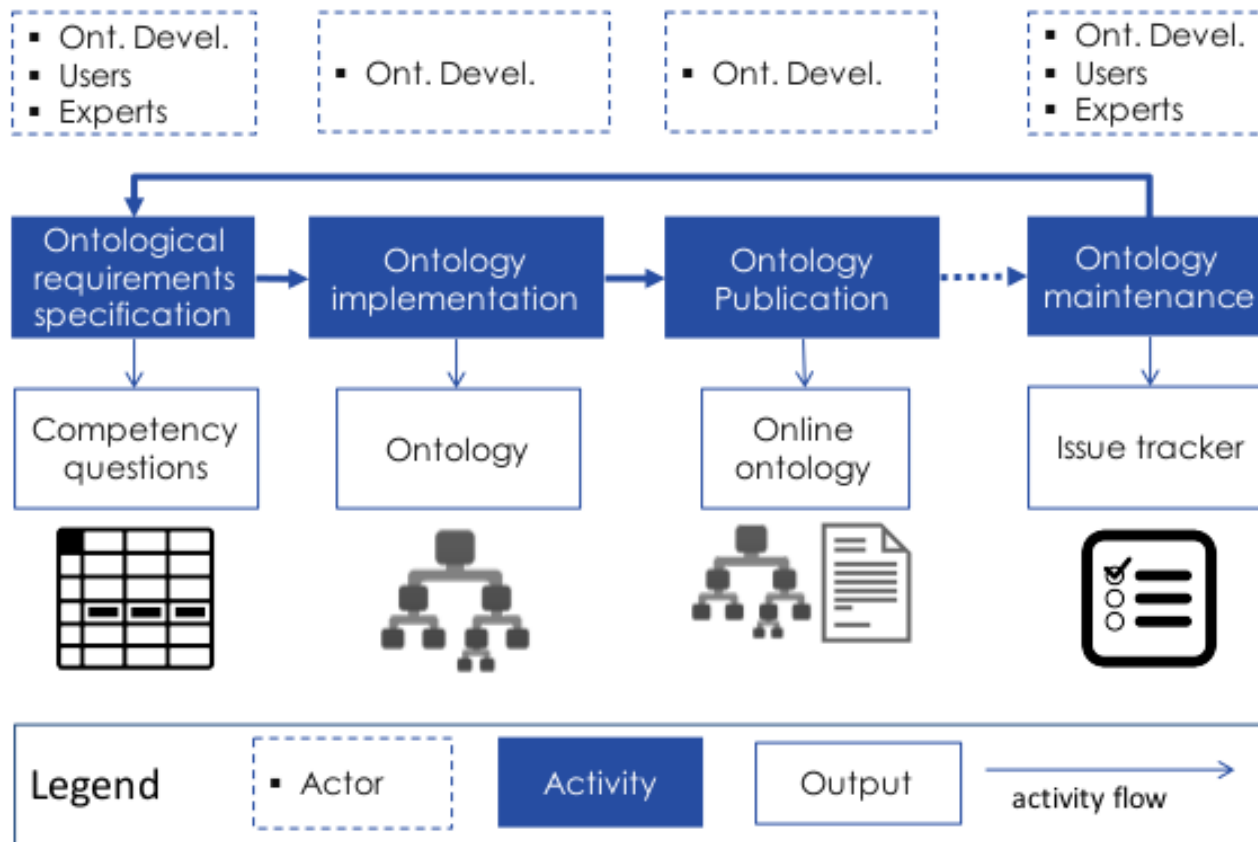 Ont. Devel.
Users
Experts
Ont. Devel.
Ont. Devel.
Ont. Devel.
Users
Experts
Ontological
requirements
specification
Ontology
implementation
Ontology
Publication
Ontology
maintenance
Competency
questions
Ontology
Online
ontology
Issue tracker
Legend
Actor
Activity
Output
activity flow